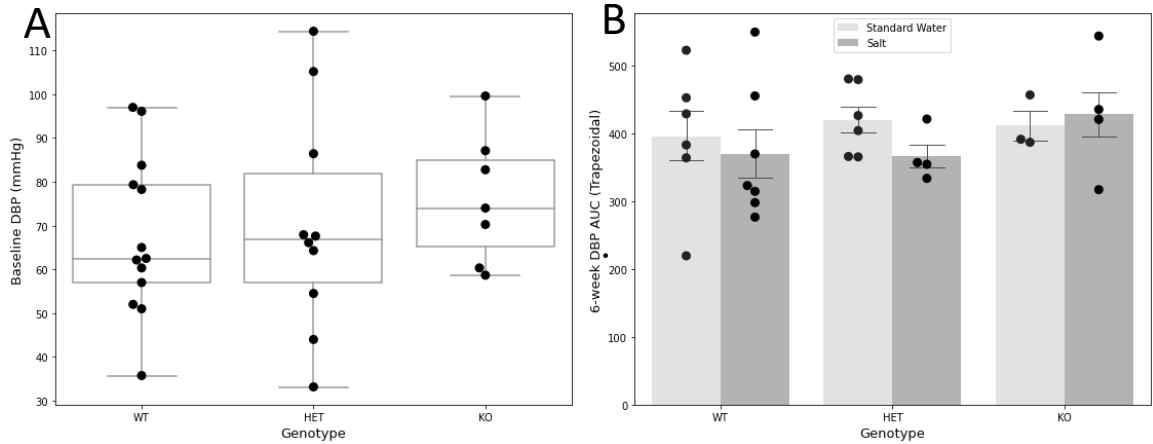 A
Baseline DBP (mmHg)
110
100
90
80
70
60
50
40
30
WT
HET
KO
Genotype
B
Standard Water
Salt
6-week DBP AUC (Trapezoidal)
500
400
300
200
100
0
WT
HET
KO
Genotype